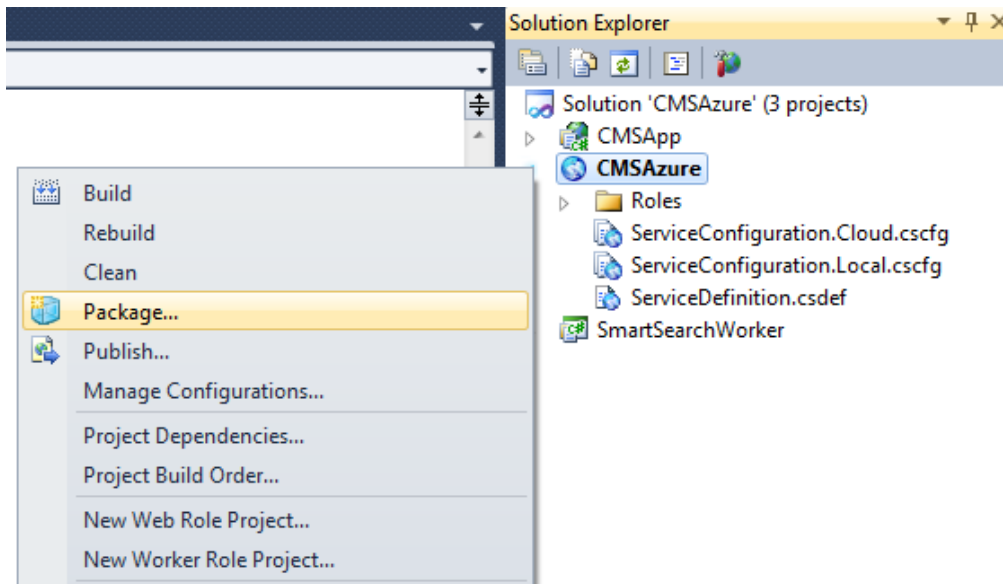 Solution Explorer
Solution 'CMSAzure' (3 projects)
CMSApp
CMSAzure
Roles
ServiceConfiguration.Cloud.cscfg
ServiceConfiguration.Local.cscfg
ServiceDefinition.csdef
SmartSearchWorker
Build
Rebuild
Clean
Package...
Publish...
Manage Configurations...
Project Dependencies...
Project Build Order...
New Web Role Project...
New Worker Role Project...